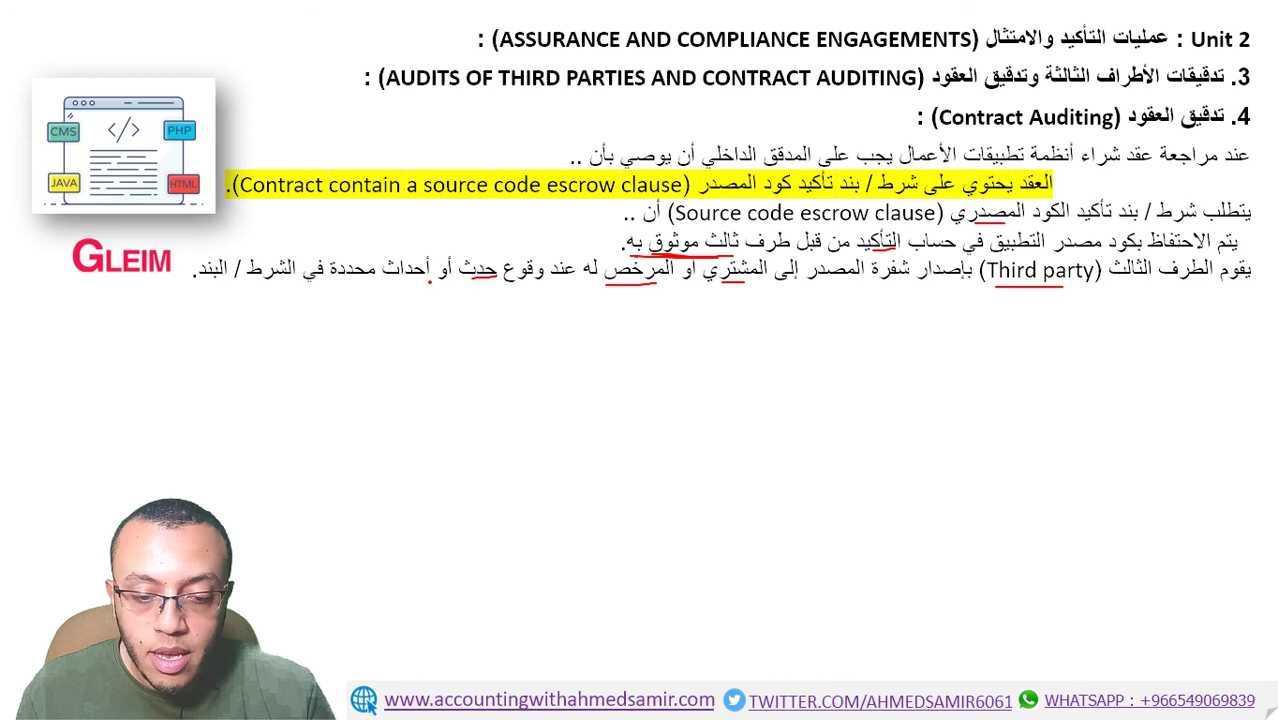 Unit 2 : عمليات التأكيد والامتثال (ASSURANCE AND COMPLIANCE ENGAGEMENTS) :
3. تدقيقات الأطراف الثالثة وتدقيق العقود (AUDITS OF THIRD PARTIES AND CONTRACT AUDITING) :
4. تدقيق العقود (Contract Auditing) :
عند مراجعة عقد شراء أنظمة تطبيقات الأعمال يجب على المدقق الداخلي أن يوصي بأن ..
العقد يحتوي على شرط / بند تأكيد كود المصدر (Contract contain a source code escrow clause).
يتطلب شرط / بند تأكيد الكود المصدري (Source code escrow clause) أن ..
يتم الاحتفاظ بكود مصدر التطبيق في حساب التأكيد من قبل طرف ثالث موثوق به.
يقوم الطرف الثالث (Third party) بإصدار شفرة المصدر إلى المشتري او المرخص له عند وقوع حدث أو أحداث محددة في الشرط / البند.
CMS
</>
PHP
JAVA
HTML
GLEIM
www.accountingwithahmedsamir.com TWITTER.COM/AHMEDSAMIR6061 WHATSAPP : +966549069839